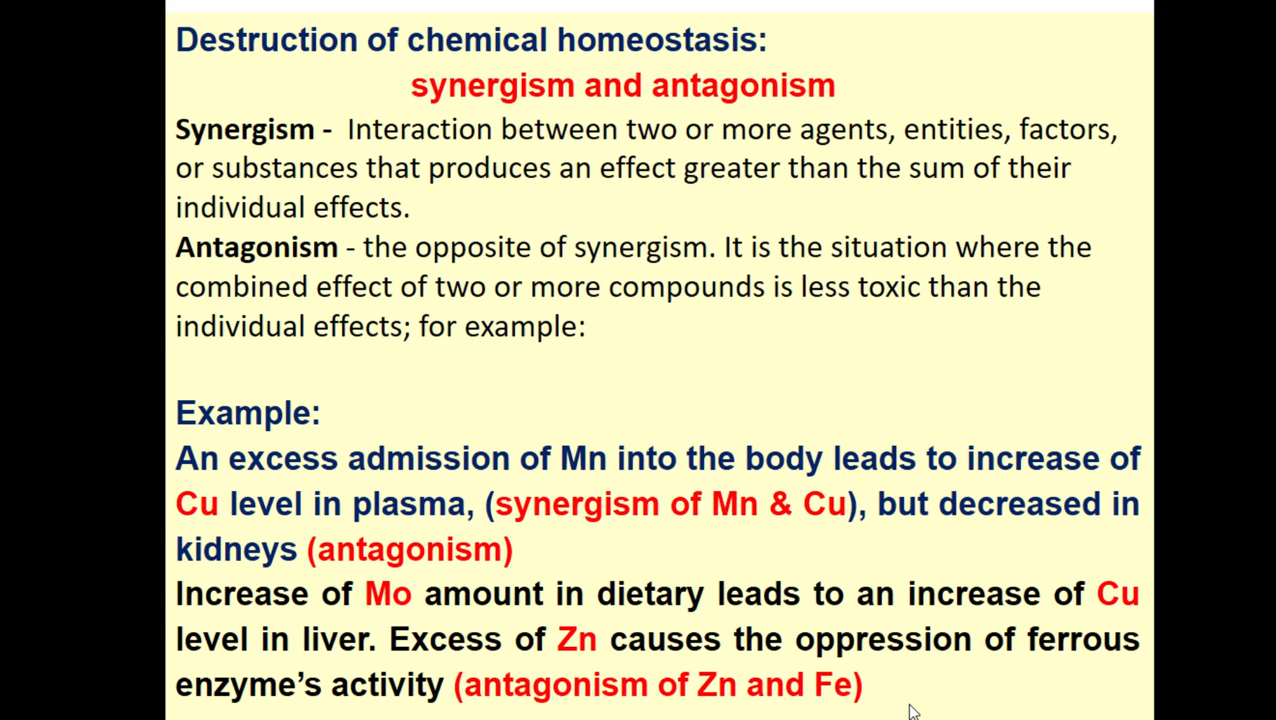 Destruction of chemical homeostasis:
synergism and antagonism
Synergism - Interaction between two or more agents, entities, factors,
or substances that produces an effect greater than the sum of their
individual effects.
Antagonism - the opposite of synergism. It is the situation where the
combined effect of two or more compounds is less toxic than the
individual effects; for example:
Example:
An excess admission of Mn into the body leads to increase of
Cu level in plasma, (synergism of Mn & Cu), but decreased in
kidneys (antagonism)
Increase of Mo amount in dietary leads to an increase of Cu
level in liver. Excess of Zn causes the oppression of ferrous
enzyme’s activity (antagonism of Zn and Fe)